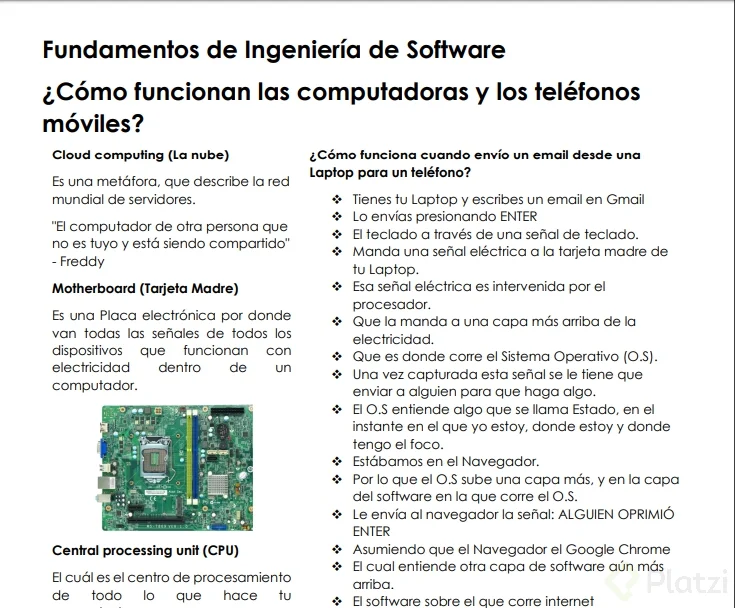 Fundamentos de Ingeniería de Software
¿Cómo funcionan las computadoras y los teléfonos
móviles?
Cloud computing (La nube)
Es una metáfora, que describe la red
mundial de servidores.
"El computador de otra persona que
no es tuyo y está siendo compartido"
- Freddy
Motherboard (Tarjeta Madre)
Es una Placa electrónica por donde
van todas las señales de todos los
dispositivos que funcionan con
electricidad dentro de un
computador.
Central processing unit (CPU)
El cuál es el centro de procesamiento
de todo lo que hace tu
¿Cómo funciona cuando envío un email desde una
Laptop para un teléfono?
❖ Tienes tu Laptop y escribes un email en Gmail
❖ Lo envías presionando ENTER
❖ El teclado a través de una señal de teclado.
❖ Manda una señal eléctrica a la tarjeta madre de
tu Laptop.
❖ Esa señal eléctrica es intervenida por el
procesador.
❖ Que la manda a una capa más arriba de la
electricidad.
❖ Que es donde corre el Sistema Operativo (O.S).
❖ Una vez capturada esta señal se le tiene que
enviar a alguien para que haga algo.
❖ El O.S entiende algo que se llama Estado, en el
instante en el que yo estoy, donde estoy y donde
tengo el foco.
❖ Estábamos en el Navegador.
❖ Por lo que el O.S sube una capa más, y en la capa
del software en la que corre el O.S.
❖ Le envía al navegador la señal: ALGUIEN OPRIMIÓ
ENTER
❖ Asumiendo que el Navegador el Google Chrome
❖ El cual entiende otra capa de software aún más
arriba.
❖ El software sobre el que corre internet
Platzi